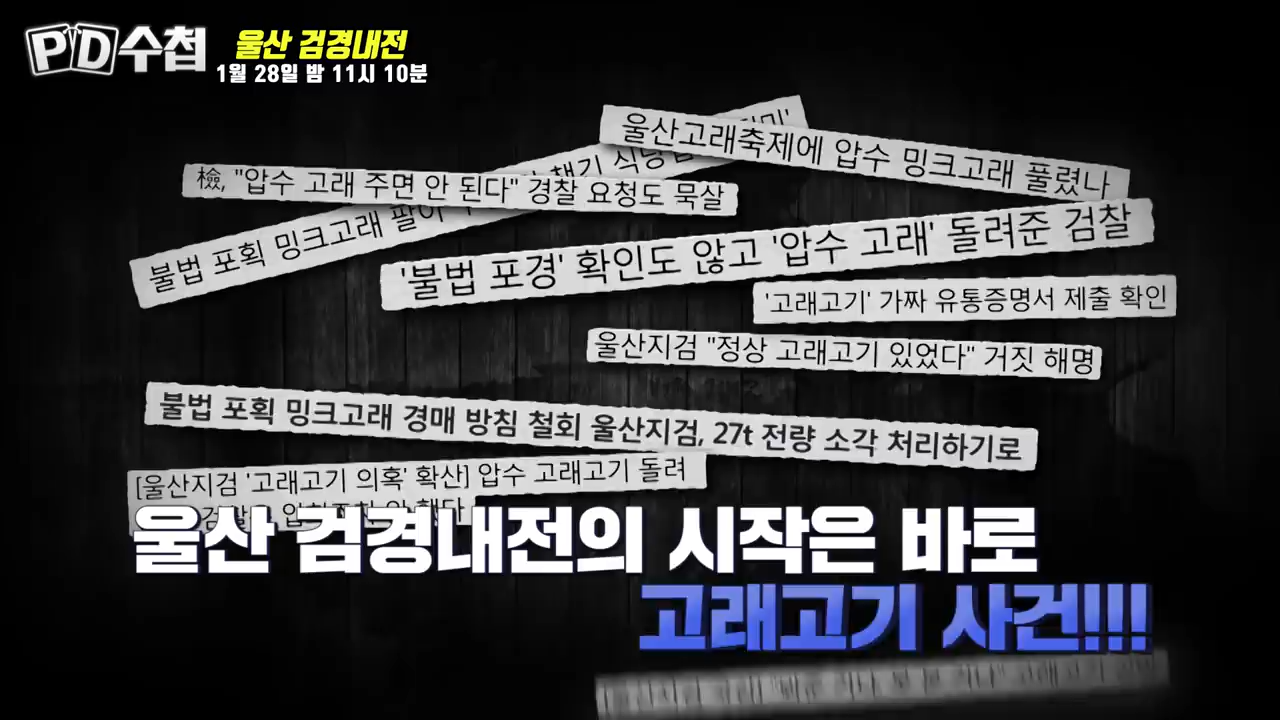 PD수첩
울산 검경내전
1월 28일 밤 11시 10분
울산고래축제에 압수 밍크고래 풀렸나
檢, "압수 고래 주면 안 된다" 경찰 요청도 묵살
불법 포획 밍크고래 팔아
'불법 포경' 확인도 않고 '압수 고래' 돌려준 검찰
'고래고기' 가짜 유통증명서 제출 확인
울산지검 "정상 고래고기 있었다" 거짓 해명
불법 포획 밍크고래 경매 방침 철회 울산지검, 27t 전량 소각 처리하기로
[울산지검 '고래고기 의혹' 확산] 압수 고래고기 돌려
울산 검경내전의 시작은 바로
고래고기 사건!!!